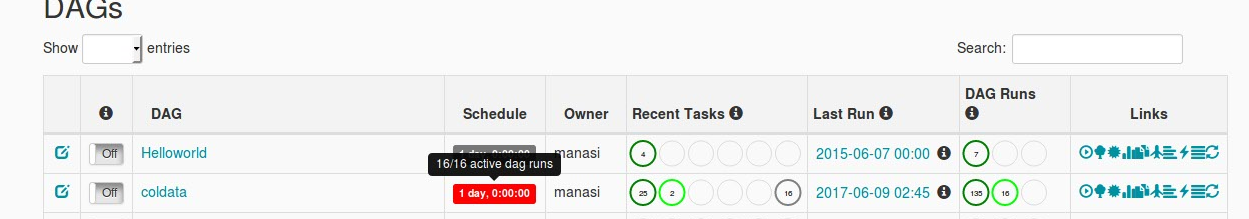 DAGs
Show entries Search:
DAG Schedule Owner Recent Tasks Last Run DAG Runs Links
Off Helloworld manasi 4 2015-06-07 00:00 7
16/16 active dag runs
Off coldata 1 day, 0:00:00 manasi 25 2 16 2017-06-09 02:45 135 16